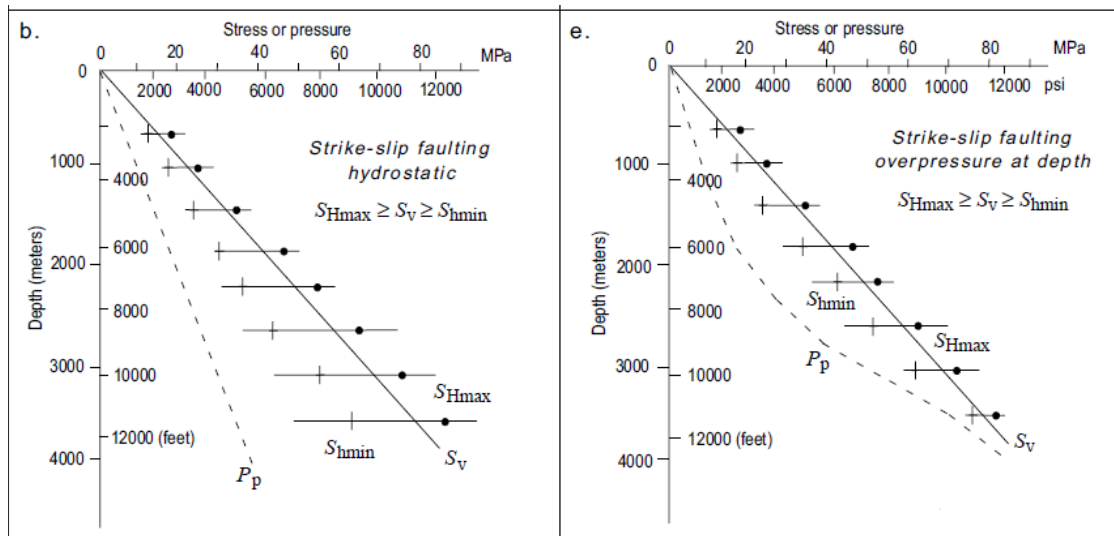 b.
Stress or pressure
0 20 40 60 80 MPa
0 2000 4000 6000 8000 10000 12000
Strike-slip faulting
hydrostatic
1000
4000
SHmax ≥ Sv ≥ Shmin
6000
2000
Depth (meters)
8000
3000
10000
SHmax
12000 (feet)
Shmin
Sv
4000
Pp
e.
Stress or pressure
0 20 40 60 80 MPa
0 2000 4000 6000 8000 10000 12000 psi
Strike-slip faulting
overpressure at depth
1000
4000
SHmax ≥ Sv ≥ Shmin
6000
2000
Depth (meters)
Shmin
8000
SHmax
Pp
3000
10000
12000 (feet)
Sv
4000